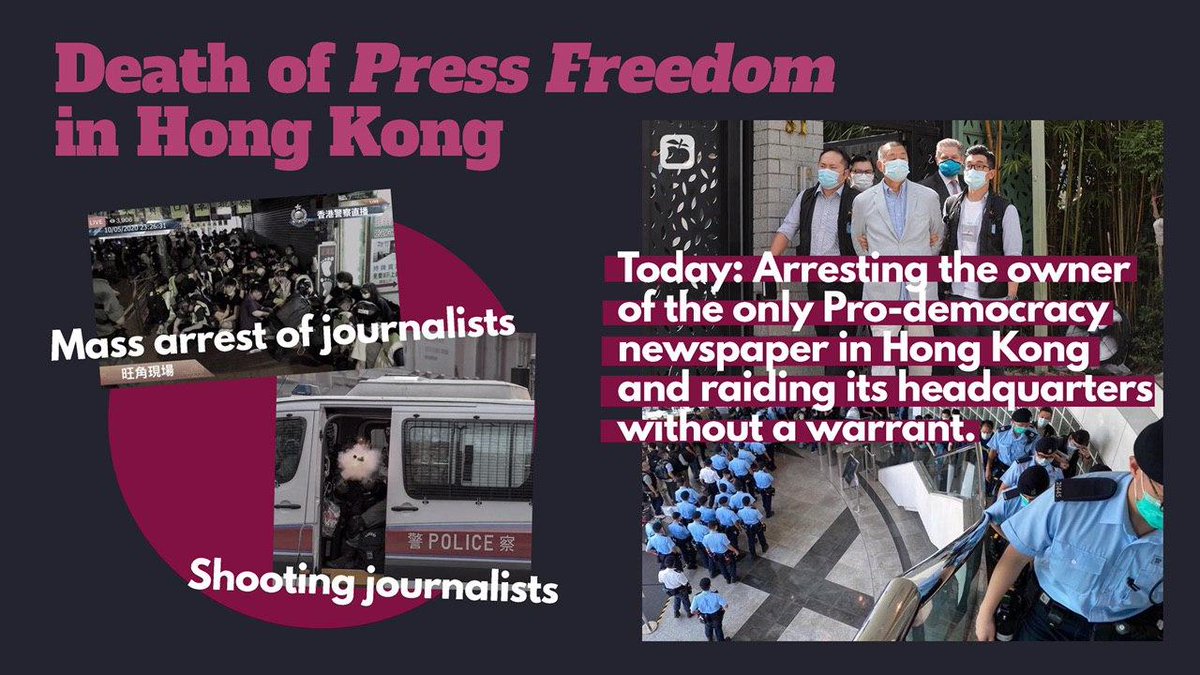 Death of Press Freedom
in Hong Kong
LIVE 3,906
10/05/2020 23:26:31
香港警察直播
Mass arrest of journalists
旺角現場
警 POLICE 察
Shooting journalists
Today: Arresting the owner
of the only Pro-democracy
newspaper in Hong Kong
and raiding its headquarters
without a warrant.